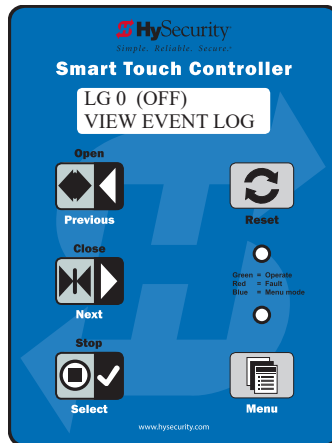 HySecurity
Simple. Reliable. Secure.™
Smart Touch Controller
LG 0 (OFF)
VIEW EVENT LOG
Open
Previous
Reset
Close
Next
Green = Operate
Red = Fault
Blue = Menu mode
Stop
Select
Menu
www.hysecurity.com